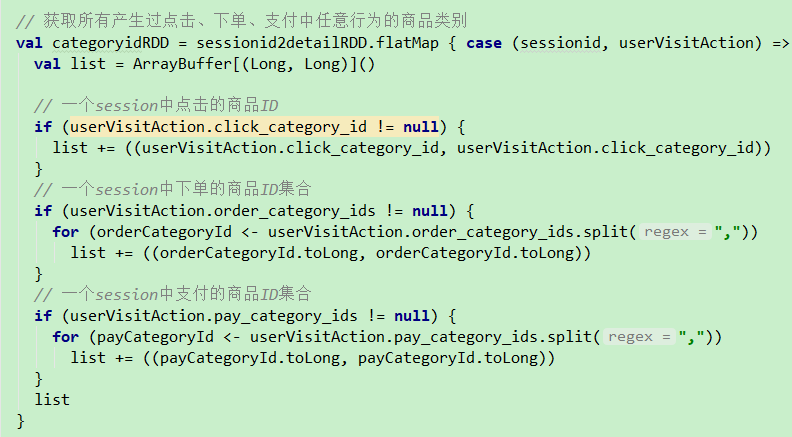 // 获取所有产生过点击、下单、支付中任意行为的商品类别
val categoryidRDD = sessionid2detailRDD.flatMap { case (sessionid, userVisitAction) =>
  val list = ArrayBuffer[(Long, Long)]()

  // 一个session中点击的商品ID
  if (userVisitAction.click_category_id != null) {
    list += ((userVisitAction.click_category_id, userVisitAction.click_category_id))
  }
  // 一个session中下单的商品ID集合
  if (userVisitAction.order_category_ids != null) {
    for (orderCategoryId <- userVisitAction.order_category_ids.split( regex = ","))
      list += ((orderCategoryId.toLong, orderCategoryId.toLong))
  }
  // 一个session中支付的商品ID集合
  if (userVisitAction.pay_category_ids != null) {
    for (payCategoryId <- userVisitAction.pay_category_ids.split( regex = ","))
      list += ((payCategoryId.toLong, payCategoryId.toLong))
  }
  list
}